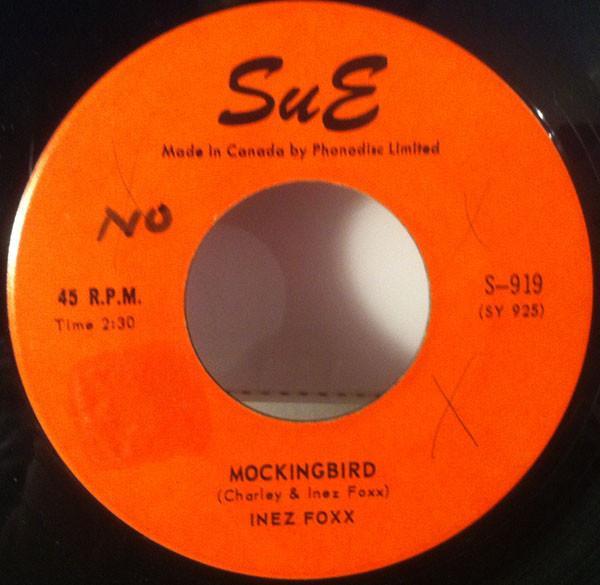 SuE
Made in Canada by Phonodisc Limited
NO
45 R.P.M.
Time 2:30
S-919
(SY 925)
MOCKINGBIRD
(Charley & Inez Foxx)
INEZ FOXX